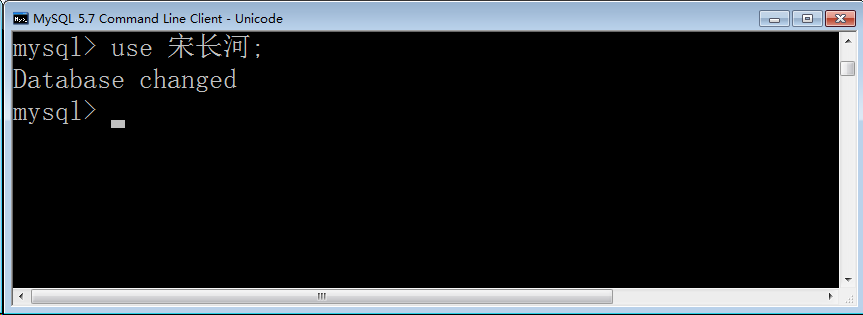 MySQL 5.7 Command Line Client - Unicode
mysql> use 宋长河;
Database changed
mysql>